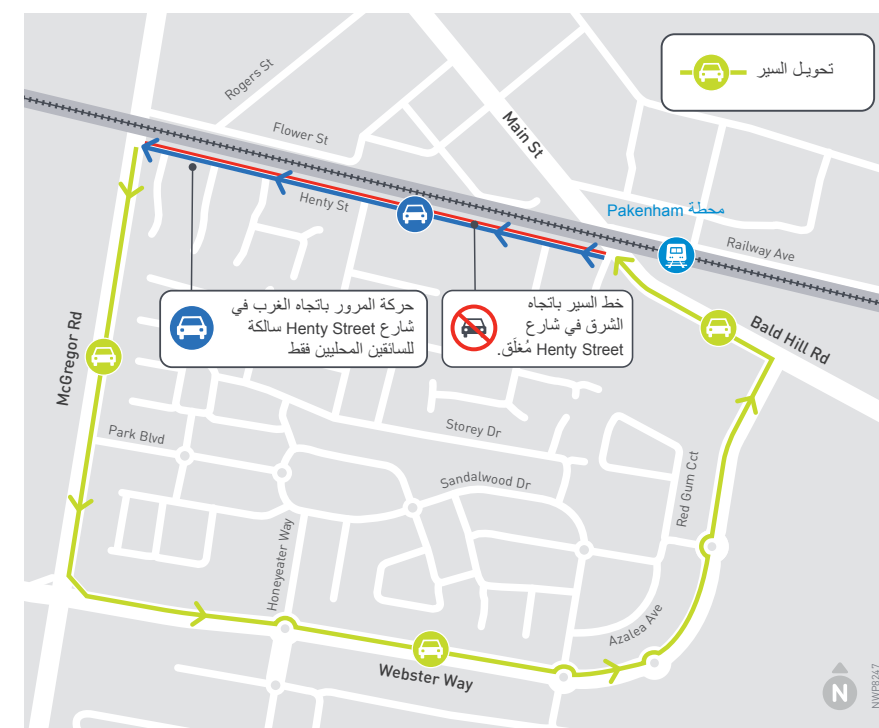 تحويل السير
Rogers St
Main St
Flower St
Henty St
محطة Pakenham
Railway Ave
Bald Hill Rd
حركة المرور باتجاه الغرب في
شارع Henty Street سالكة
للسائقين المحليين فقط
خط السير باتجاه
الشرق في شارع
Henty Street مُغلَق.
McGregor Rd
Park Blvd
Storey Dr
Sandalwood Dr
Red Gum Cct
Honeyeater Way
Azalea Ave
Webster Way
N
NWP8247